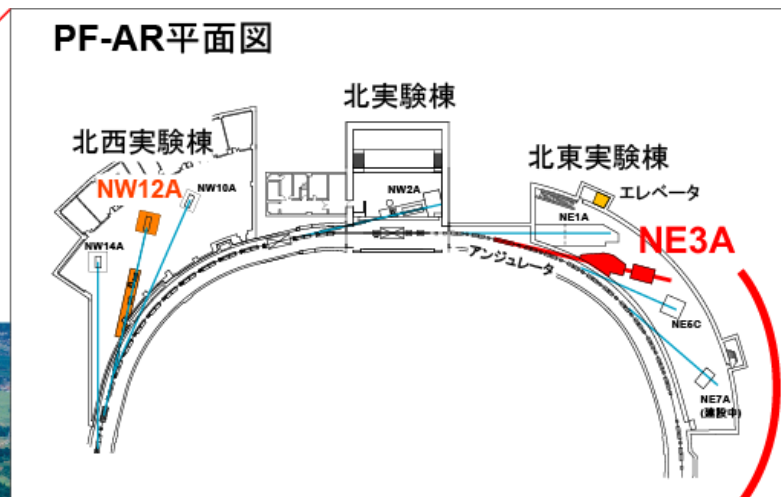 PF-AR平面図
北実験棟
北西実験棟
北東実験棟
NW12A
NW10A
NW2A
エレベータ
NE1A
NE3A
NW14A
アンジュレータ
NE5C
NE7A
(建設中)